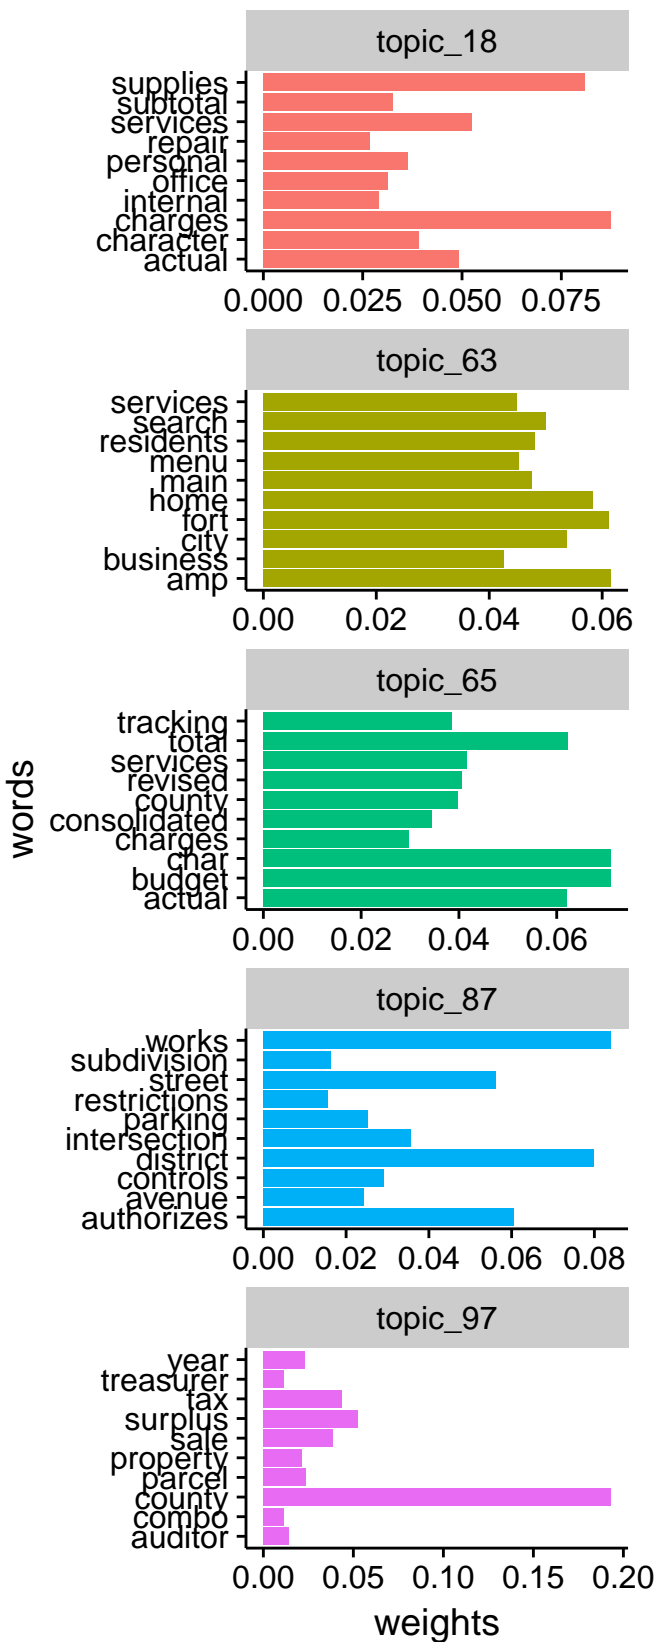 topic_18
supplies
subtotal
services
repair
personal
office
internal
charges
character
actual
0.000 0.025 0.050 0.075
topic_63
services
search
residents
menu
main
home
fort
city
business
amp
0.00 0.02 0.04 0.06
topic_65
tracking
total
services
revised
county
consolidated
charges
char
budget
actual
0.00 0.02 0.04 0.06
topic_87
works
subdivision
street
restrictions
parking
intersection
district
controls
avenue
authorizes
0.00 0.02 0.04 0.06 0.08
topic_97
year
treasurer
tax
surplus
sale
property
parcel
county
combo
auditor
0.00 0.05 0.10 0.15 0.20
weights
words